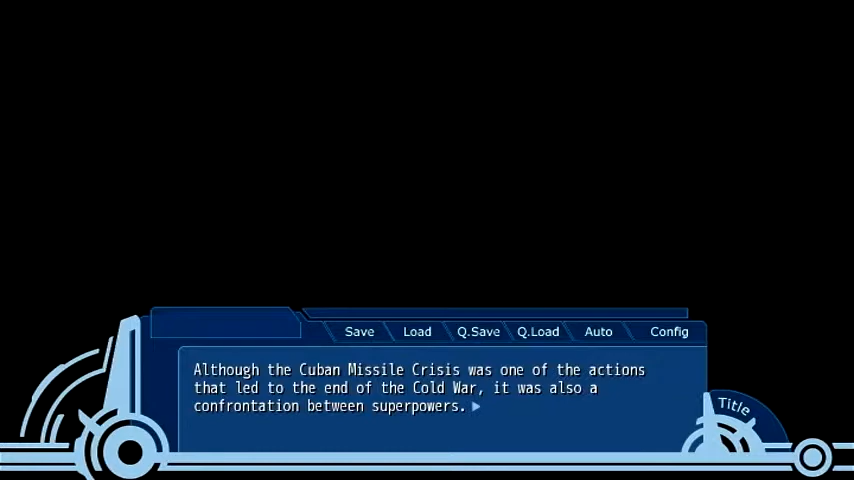 Save Load Q.Save Q.Load Auto Config
Although the Cuban Missile Crisis was one of the actions
that led to the end of the Cold War, it was also a
confrontation between superpowers.
Title